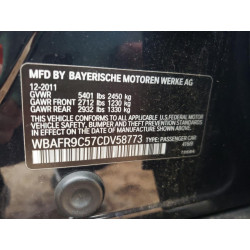 MFD BY BAYERISCHE MOTOREN WERKE AG
12-2011
GVWR 5401 lbs 2450 kg
GAWR FRONT 2712 lbs 1230 kg
GAWR REAR 2932 lbs 1330 kg
THIS VEHICLE CONFORMS TO ALL APPLICABLE
FEDERAL MOTOR VEHICLE SAFETY, BUMPER,
AND THEFT PREVENTION STANDARDS IN EFFECT
ON THE DATE OF MANUFACTURE SHOWN ABOVE.
WBAFR9C57CDV58773 TYPE: PASSENGER CAR